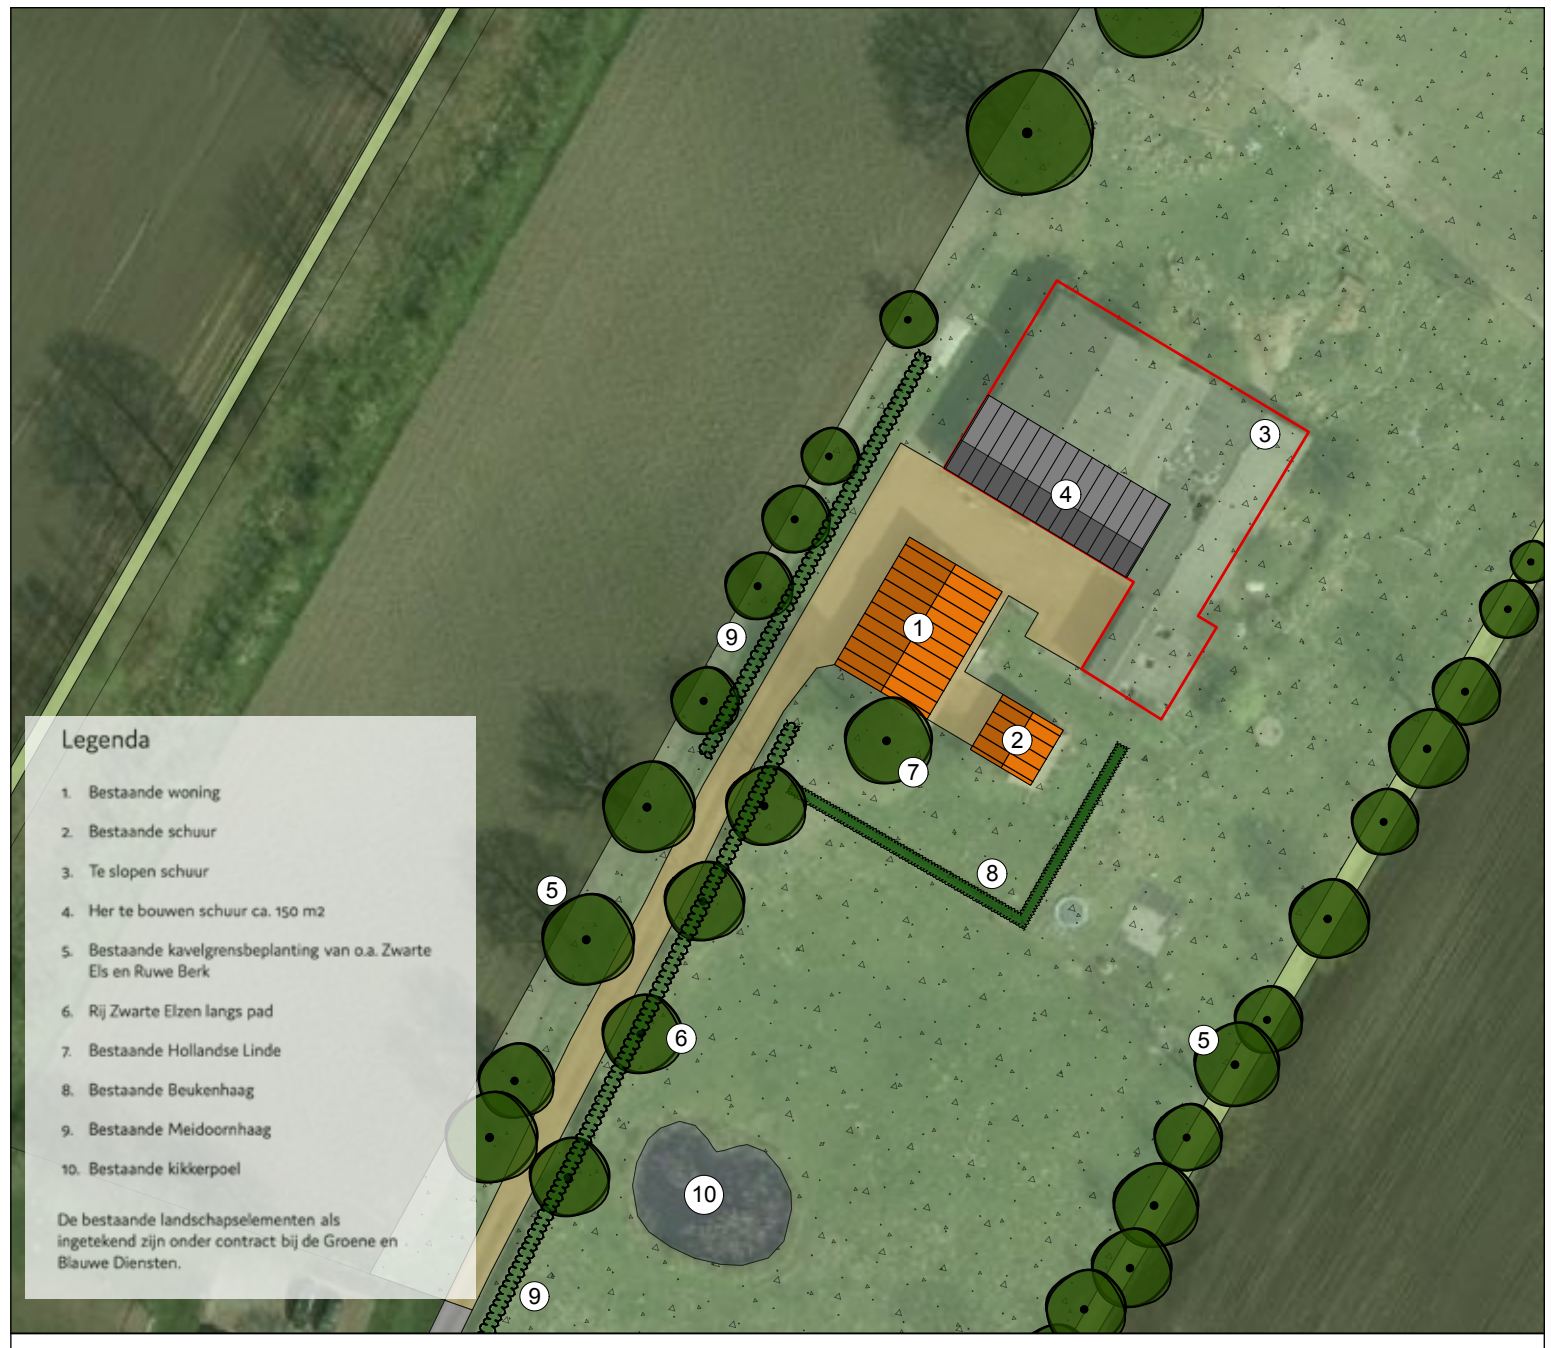 Legenda
1. Bestaande woning
2. Bestaande schuur
3. Te slopen schuur
4. Her te bouwen schuur ca. 150 m2
5. Bestaande kavelgrensbeplanting van o.a. Zwarte
Els en Ruwe Berk
6. Rij Zwarte Elzen langs pad
7. Bestaande Hollandse Linde
8. Bestaande Beukenhaag
9. Bestaande Meidoornhaag
10. Bestaande kikkerpoel
De bestaande landschapselementen als
ingetekend zijn onder contract bij de Groene en
Blauwe Diensten.
3
4
1
9
2
7
8
5
6
5
10
9